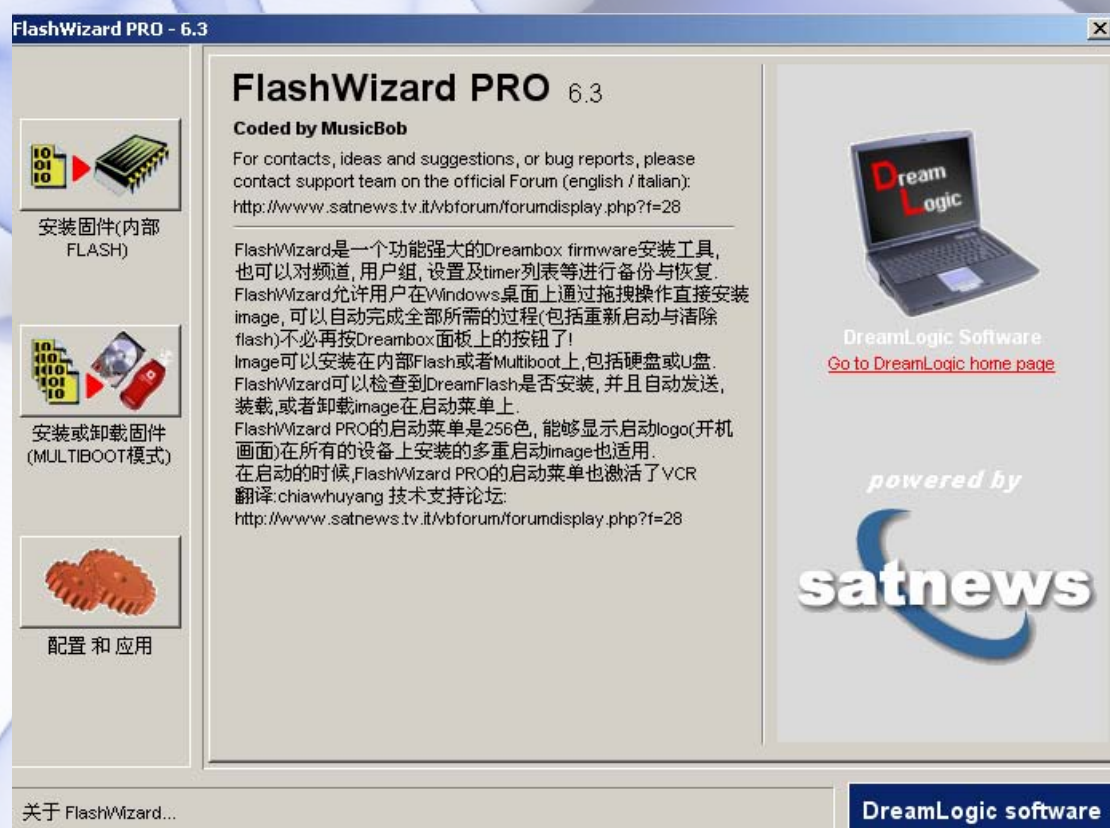 FlashWizard PRO - 6.3
安装固件(内部
FLASH)
安装或卸载固件
(MULTIBOOT模式)
配置 和 应用
FlashWizard PRO 6.3
Coded by MusicBob
For contacts, ideas and suggestions, or bug reports, please
contact support team on the official Forum (english / italian):
http://www.satnews.tv.it/vbforum/forumdisplay.php?f=28
FlashWizard是一个功能强大的Dreambox firmware安装工具,
也可以对频道, 用户组, 设置及timer列表等进行备份与恢复.
FlashWizard允许用户在Windows桌面上通过拖拽操作直接安装
image, 可以自动完成全部所需的过程(包括重新启动与清除
flash)不必再按Dreambox面板上的按钮了!
Image可以安装在内部Flash或者Multiboot上,包括硬盘或U盘.
FlashWizard可以检查到DreamFlash是否安装, 并且自动发送,
装载,或者卸载image在启动菜单上.
FlashWizard PRO的启动菜单是256色, 能够显示启动logo(开机
画面)在所有的设备上安装的多重启动image也适用.
在启动的时候,FlashWizard PRO的启动菜单也激活了VCR
翻译:chiawhuyang 技术支持论坛:
http://www.satnews.tv.it/vbforum/forumdisplay.php?f=28
Dream
Logic
DreamLogic Software
Go to DreamLogic home page
powered by
satnews
关于 FlashWizard...
DreamLogic software